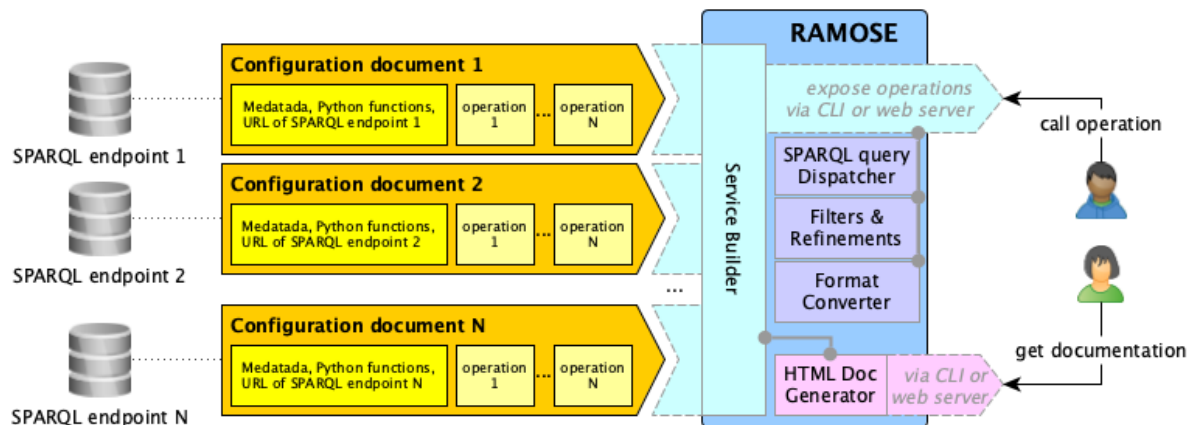 RAMOSE
Configuration document 1
Medatada, Python functions,
URL of SPARQL endpoint 1
operation
1
...
operation
N
SPARQL endpoint 1
expose operations
via CLI or web server
call operation
Configuration document 2
Medatada, Python functions,
URL of SPARQL endpoint 2
operation
1
...
operation
N
SPARQL endpoint 2
Service Builder
SPARQL query
Dispatcher
Filters &
Refinements
Format
Converter
...
Configuration document N
Medatada, Python functions,
URL of SPARQL endpoint N
operation
1
...
operation
N
SPARQL endpoint N
HTML Doc
Generator
via CLI or
web server
get documentation